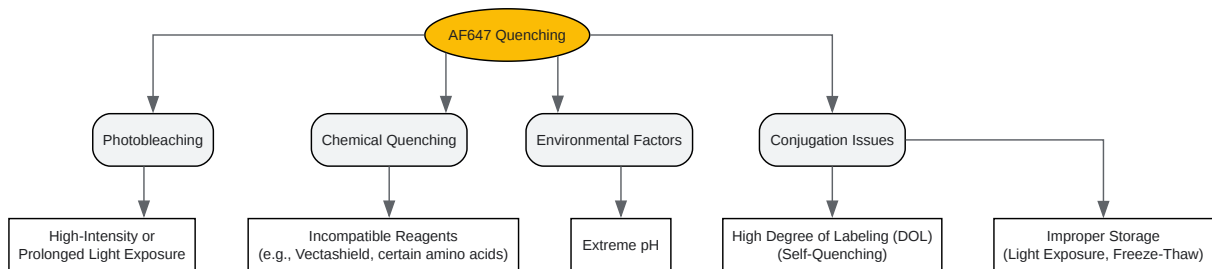 AF647 Quenching
Photobleaching
Chemical Quenching
Environmental Factors
Conjugation Issues
High-Intensity or
Prolonged Light Exposure
Incompatible Reagents
(e.g., Vectashield, certain amino acids)
Extreme pH
High Degree of Labeling (DOL)
(Self-Quenching)
Improper Storage
(Light Exposure, Freeze-Thaw)